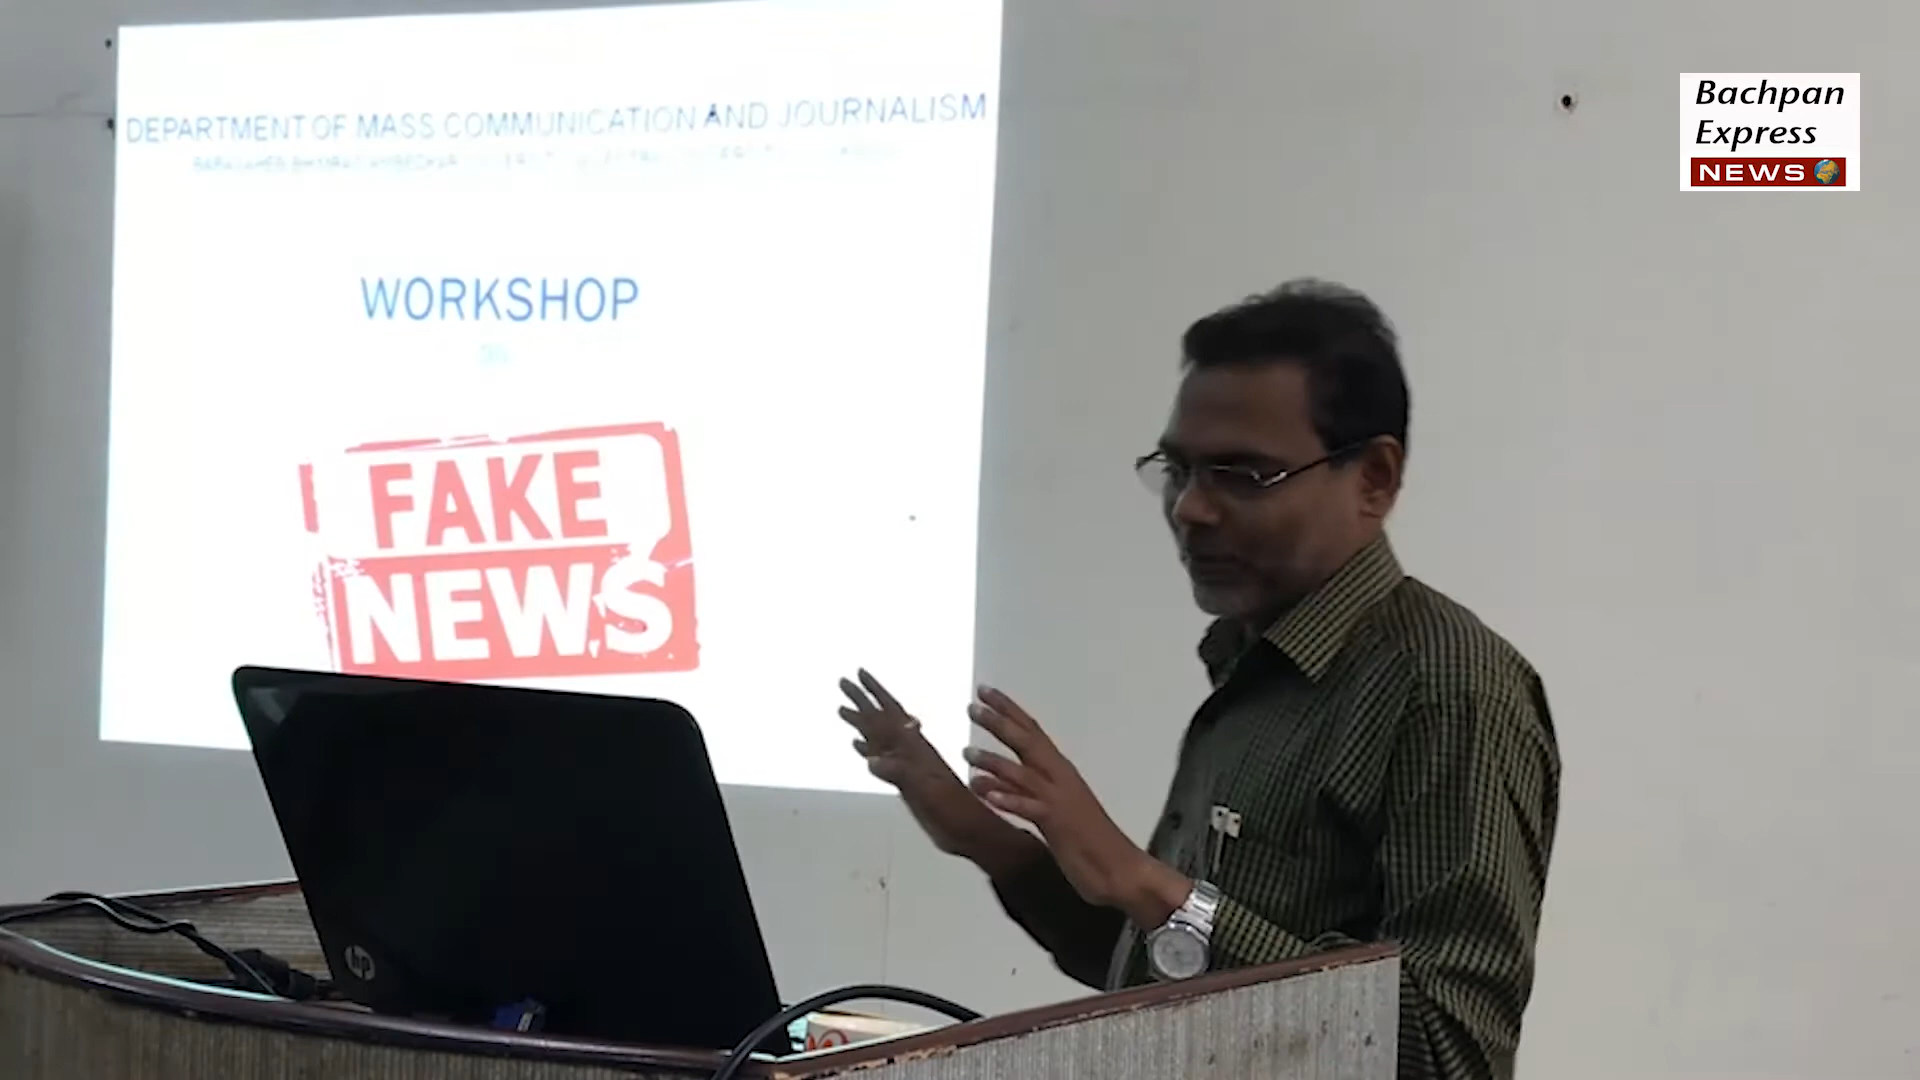 DEPARTMENT OF MASS COMMUNICATION AND JOURNALISM
WORKSHOP
FAKE
NEWS
Bachpan
Express
NEWS
hp